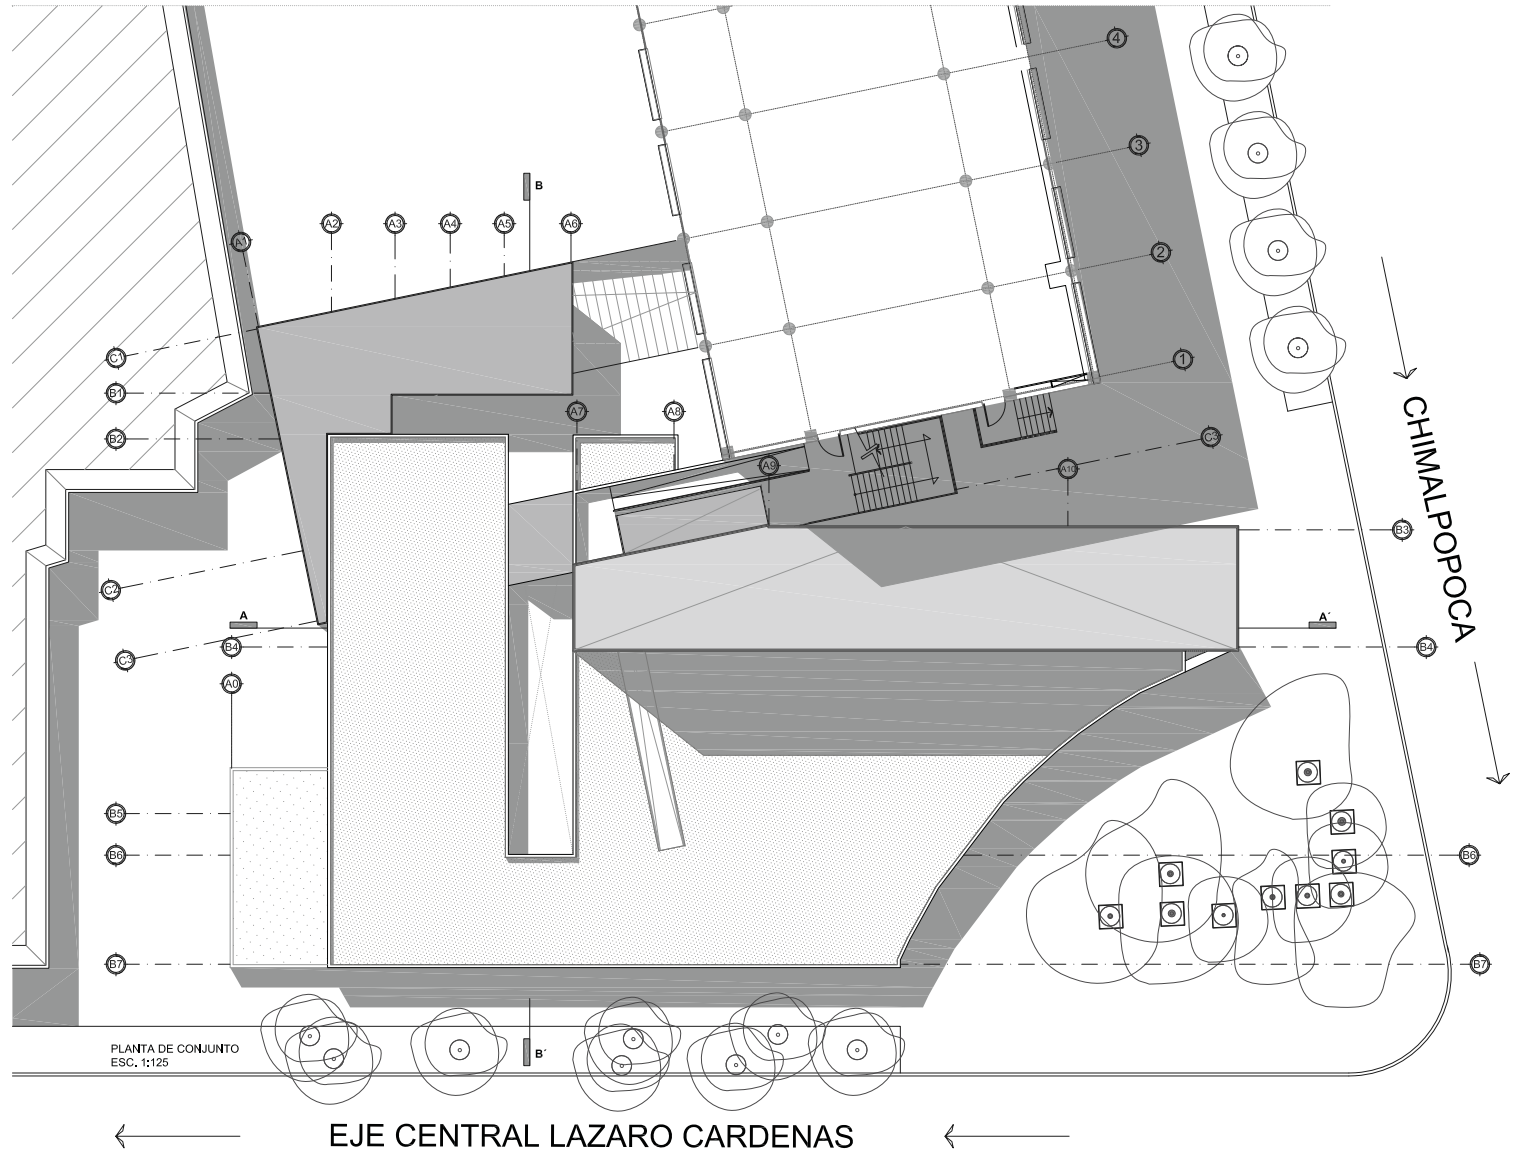 4
3
B
A2
A3
A4
A5
A6
A1
2
C1
1
B1
A7
A8
B2
C3
A9
A10
B3
C2
A
A´
B4
B4
C3
A0
CHIMALPOPOCA
B5
B6
B6
B7
B7
PLANTA DE CONJUNTO
ESC. 1:125
B´
EJE CENTRAL LAZARO CARDENAS